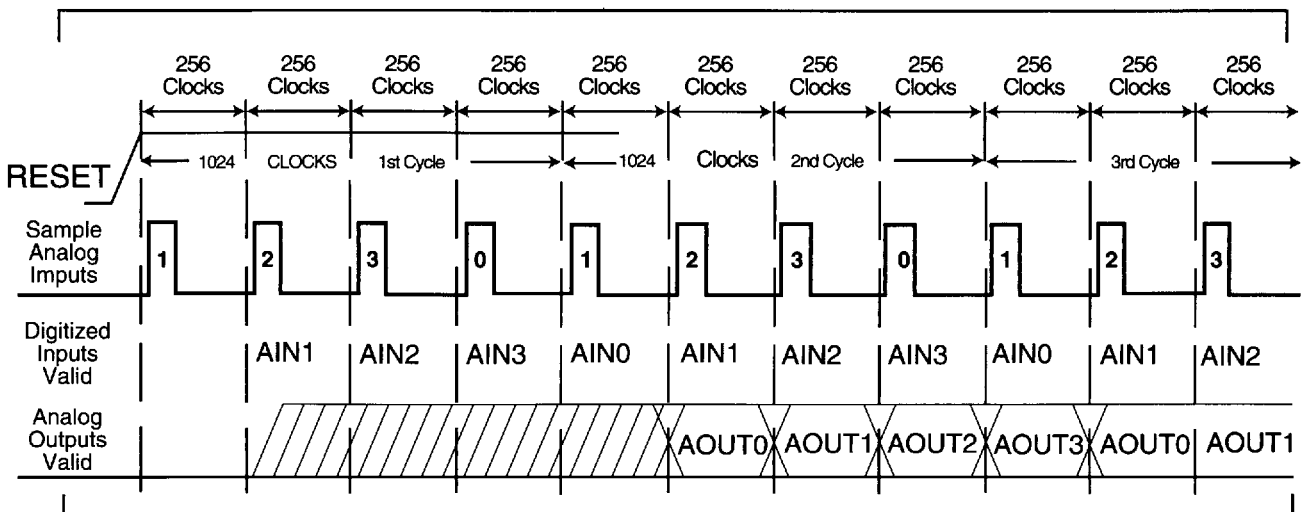 256 Clocks 256 Clocks 256 Clocks 256 Clocks 256 Clocks 256 Clocks 256 Clocks 256 Clocks 256 Clocks 256 Clocks 256 Clocks
RESET
1024 CLOCKS 1st Cycle 1024 Clocks 2nd Cycle 3rd Cycle
Sample
Analog
Imputs
1 2 3 0 1 2 3 0 1 2 3
Digitized
Inputs
Valid
AIN1 AIN2 AIN3 AIN0 AIN1 AIN2 AIN3 AIN0 AIN1 AIN2
Analog
Outputs
Valid
AOUT0 AOUT1 AOUT2 AOUT3 AOUT0 AOUT1